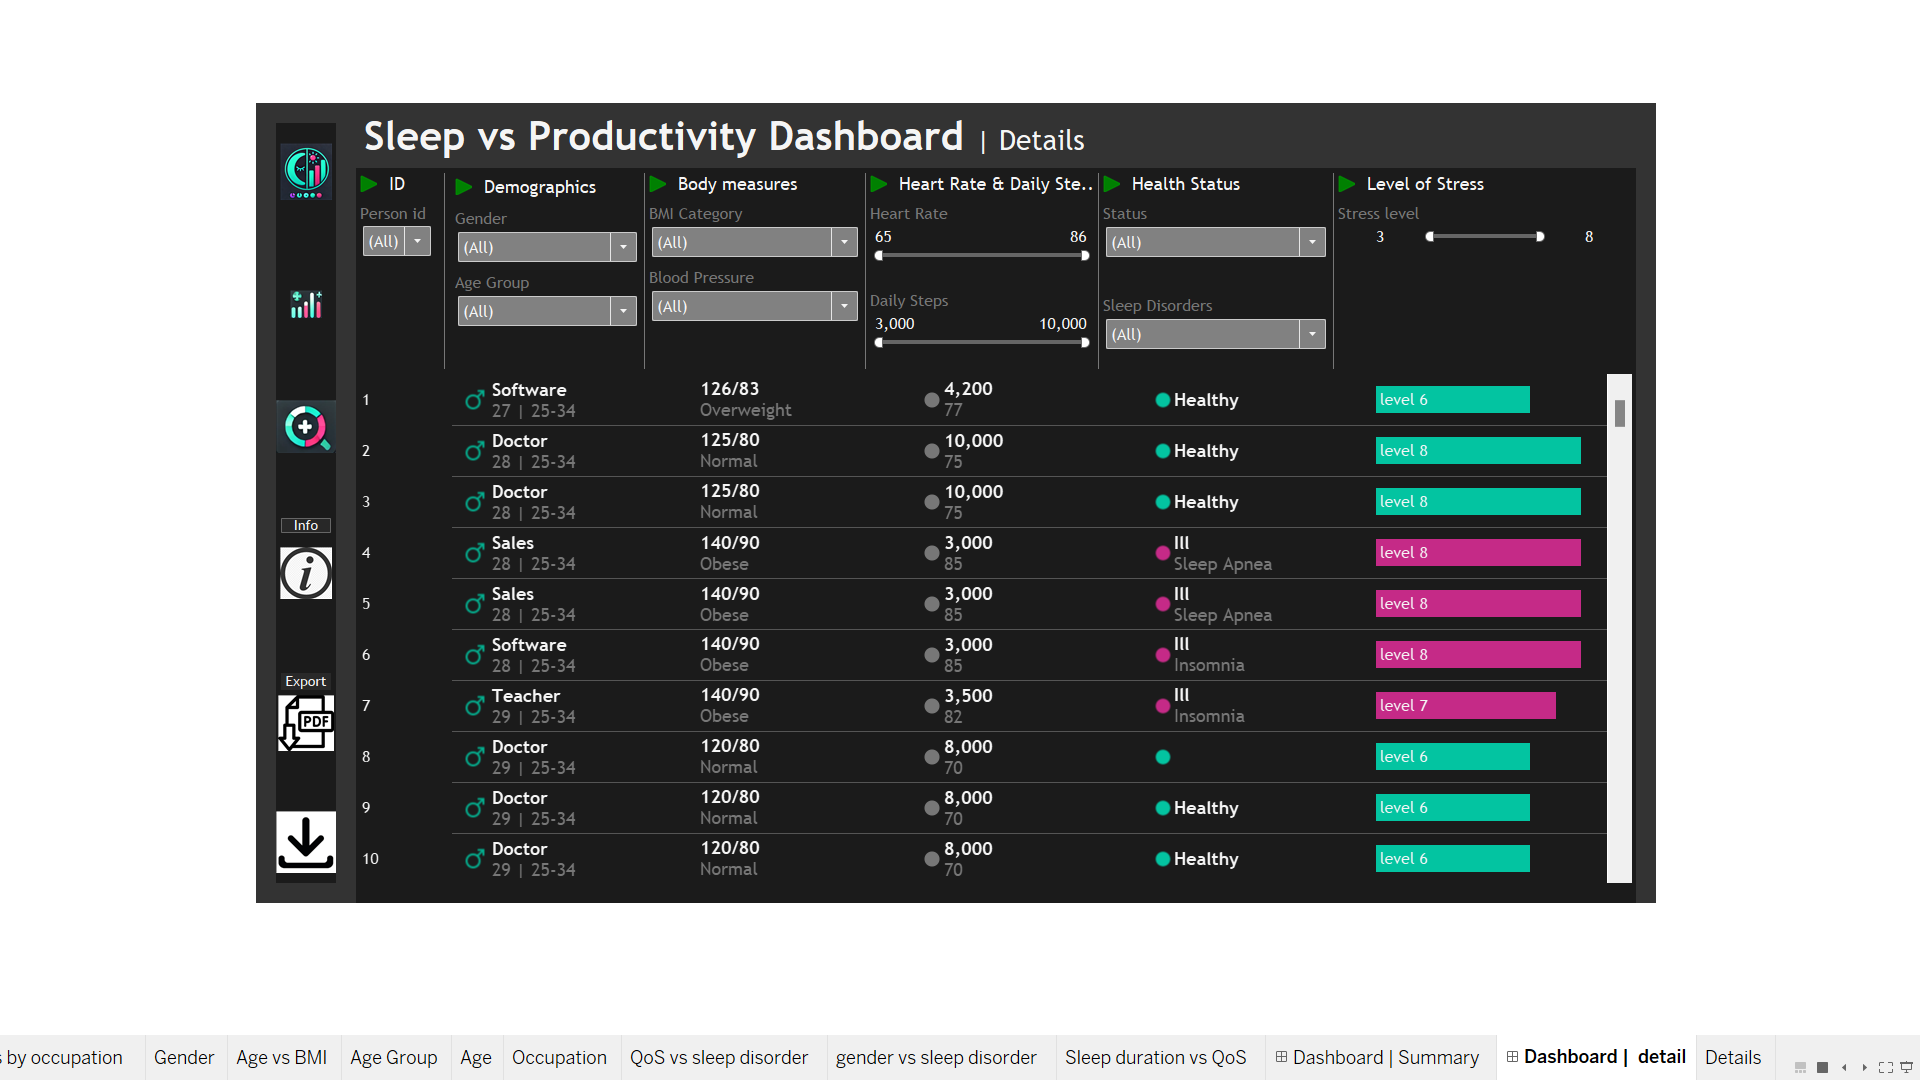 Sleep vs Productivity Dashboard | Details
ID
Demographics
Body measures
Heart Rate & Daily Ste..
Health Status
Level of Stress
Person id
(All)
Gender
(All)
Age Group
(All)
BMI Category
(All)
Blood Pressure
(All)
Heart Rate
65 86
Daily Steps
3,000 10,000
Status
(All)
Sleep Disorders
(All)
Stress level
3 8
Info
i
Export
PDF
1
Software
27 | 25-34
126/83
Overweight
4,200
77
Healthy
level 6
2
Doctor
28 | 25-34
125/80
Normal
10,000
75
Healthy
level 8
3
Doctor
28 | 25-34
125/80
Normal
10,000
75
Healthy
level 8
4
Sales
28 | 25-34
140/90
Obese
3,000
85
Ill
Sleep Apnea
level 8
5
Sales
28 | 25-34
140/90
Obese
3,000
85
Ill
Sleep Apnea
level 8
6
Software
28 | 25-34
140/90
Obese
3,000
85
Ill
Insomnia
level 8
7
Teacher
29 | 25-34
140/90
Obese
3,500
82
Ill
Insomnia
level 7
8
Doctor
29 | 25-34
120/80
Normal
8,000
70
level 6
9
Doctor
29 | 25-34
120/80
Normal
8,000
70
Healthy
level 6
10
Doctor
29 | 25-34
120/80
Normal
8,000
70
Healthy
level 6
s by occupation
Gender
Age vs BMI
Age Group
Age
Occupation
QoS vs sleep disorder
gender vs sleep disorder
Sleep duration vs QoS
Dashboard | Summary
Dashboard | detail
Details